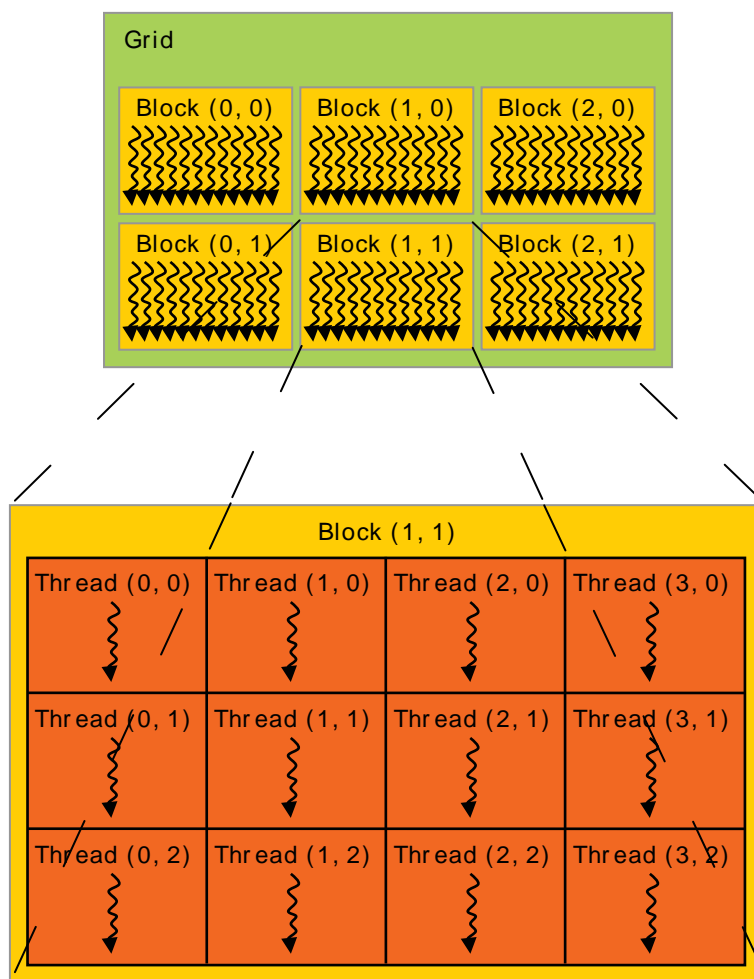 Grid
Block (0, 0) Block (1, 0) Block (2, 0)
Block (0, 1) Block (1, 1) Block (2, 1)
Block (1, 1)
Thread (0, 0) Thread (1, 0) Thread (2, 0) Thread (3, 0)
Thread (0, 1) Thread (1, 1) Thread (2, 1) Thread (3, 1)
Thread (0, 2) Thread (1, 2) Thread (2, 2) Thread (3, 2)